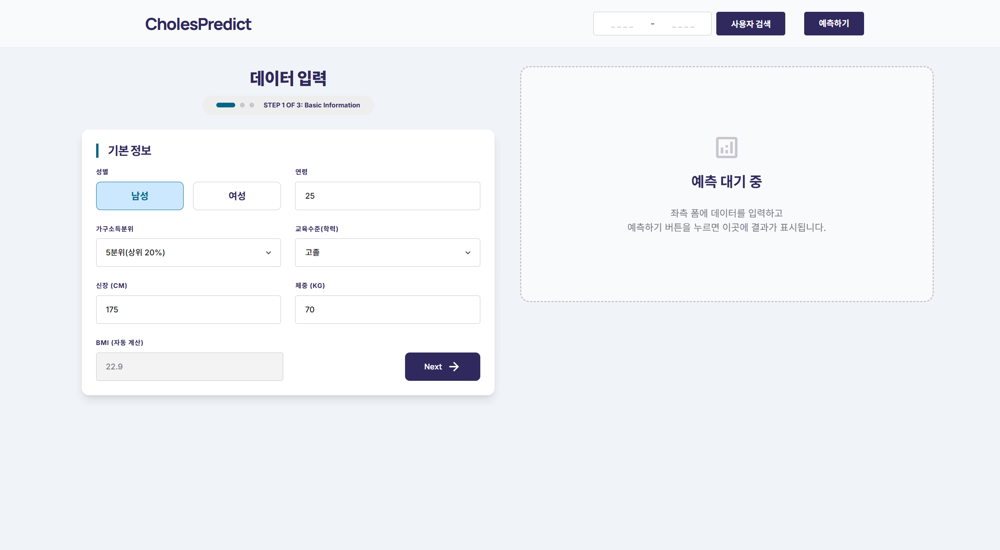 CholesPredict
_ _ _ _ - _ _ _ _
사용자 검색
예측하기
데이터 입력
STEP 1 OF 3: Basic Information
기본 정보
성별
연령
남성
여성
25
가구소득분위
교육수준(학력)
5분위(상위 20%)
고졸
신장 (CM)
체중 (KG)
175
70
BMI (자동 계산)
22.9
Next
예측 대기 중
좌측 폼에 데이터를 입력하고
예측하기 버튼을 누르면 이곳에 결과가 표시됩니다.